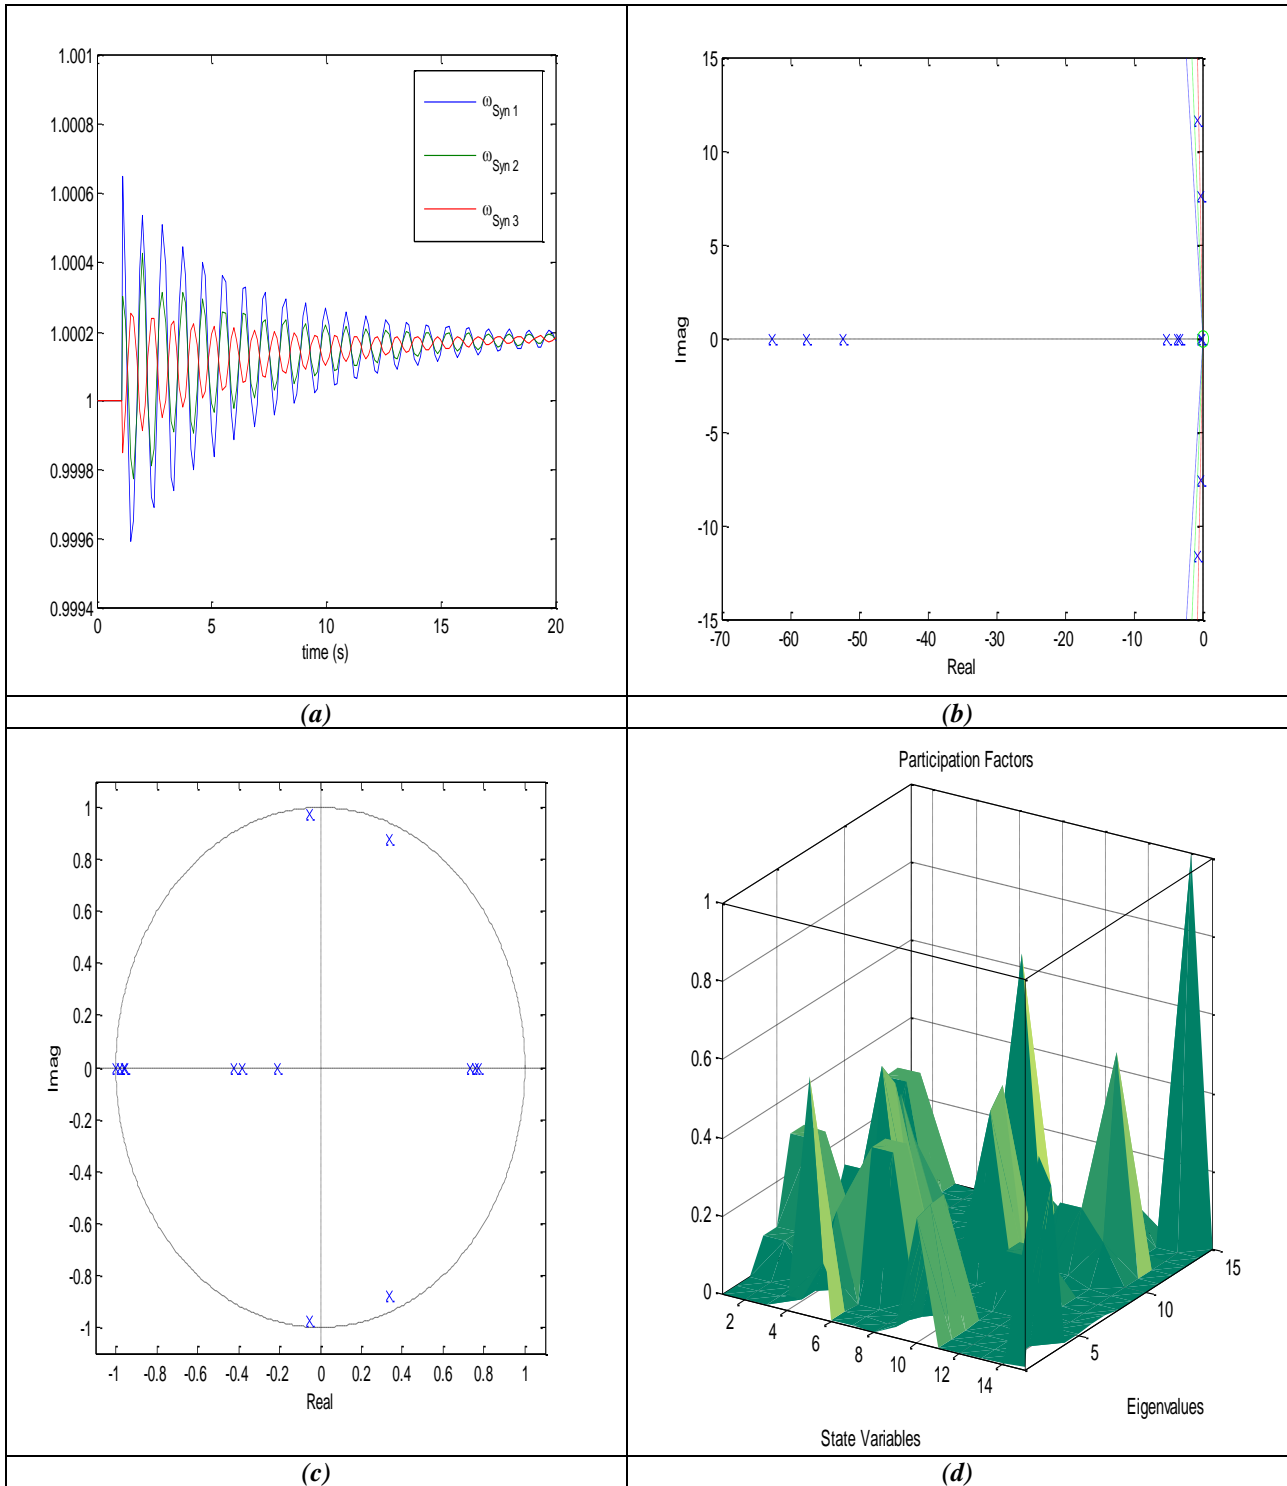 1.001
1.0008
1.0006
1.0004
1.0002
1
0.9998
0.9996
0.9994
0 5 10 15 20
time (s)
ωSyn 1
ωSyn 2
ωSyn 3
(a)
15
10
5
0
-5
-10
-15
Imag
-70 -60 -50 -40 -30 -20 -10 0
Real
(b)
1
0.8
0.6
0.4
0.2
0
-0.2
-0.4
-0.6
-0.8
-1
Imag
-1 -0.8 -0.6 -0.4 -0.2 0 0.2 0.4 0.6 0.8 1
Real
(c)
Participation Factors
1
0.8
0.6
0.4
0.2
0
2 4 6 8 10 12 14
5 10 15
Eigenvalues
State Variables
(d)